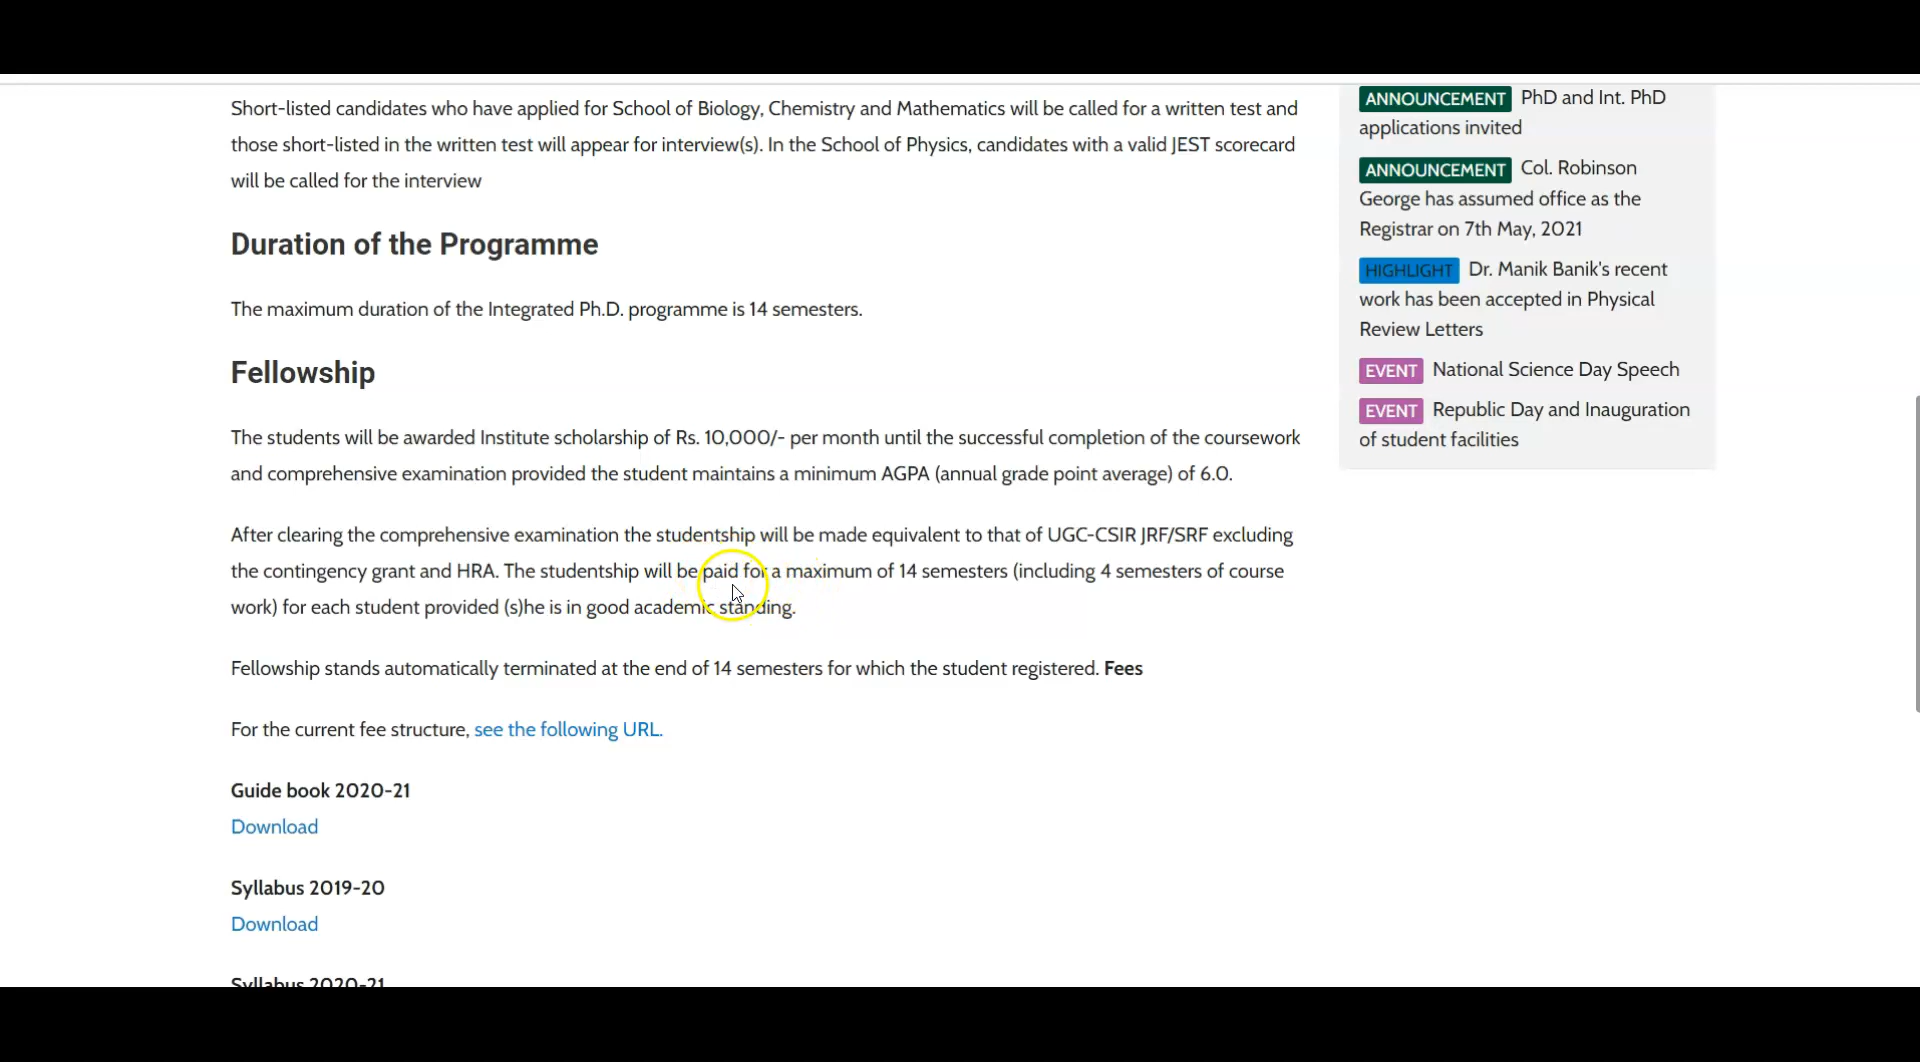 Short-listed candidates who have applied for School of Biology, Chemistry and Mathematics will be called for a written test and
those short-listed in the written test will appear for interview(s). In the School of Physics, candidates with a valid JEST scorecard
will be called for the interview
Duration of the Programme
The maximum duration of the Integrated Ph.D. programme is 14 semesters.
Fellowship
The students will be awarded Institute scholarship of Rs. 10,000/- per month until the successful completion of the coursework
and comprehensive examination provided the student maintains a minimum AGPA (annual grade point average) of 6.0.
After clearing the comprehensive examination the studentship will be made equivalent to that of UGC-CSIR JRF/SRF excluding
the contingency grant and HRA. The studentship will be paid for a maximum of 14 semesters (including 4 semesters of course
work) for each student provided (s)he is in good academic standing.
Fellowship stands automatically terminated at the end of 14 semesters for which the student registered. Fees
For the current fee structure, see the following URL.
Guide book 2020-21
Download
Syllabus 2019-20
Download
Syllabus 2020-21
ANNOUNCEMENT PhD and Int. PhD
applications invited
ANNOUNCEMENT Col. Robinson
George has assumed office as the
Registrar on 7th May, 2021
HIGHLIGHT Dr. Manik Banik's recent
work has been accepted in Physical
Review Letters
EVENT National Science Day Speech
EVENT Republic Day and Inauguration
of student facilities